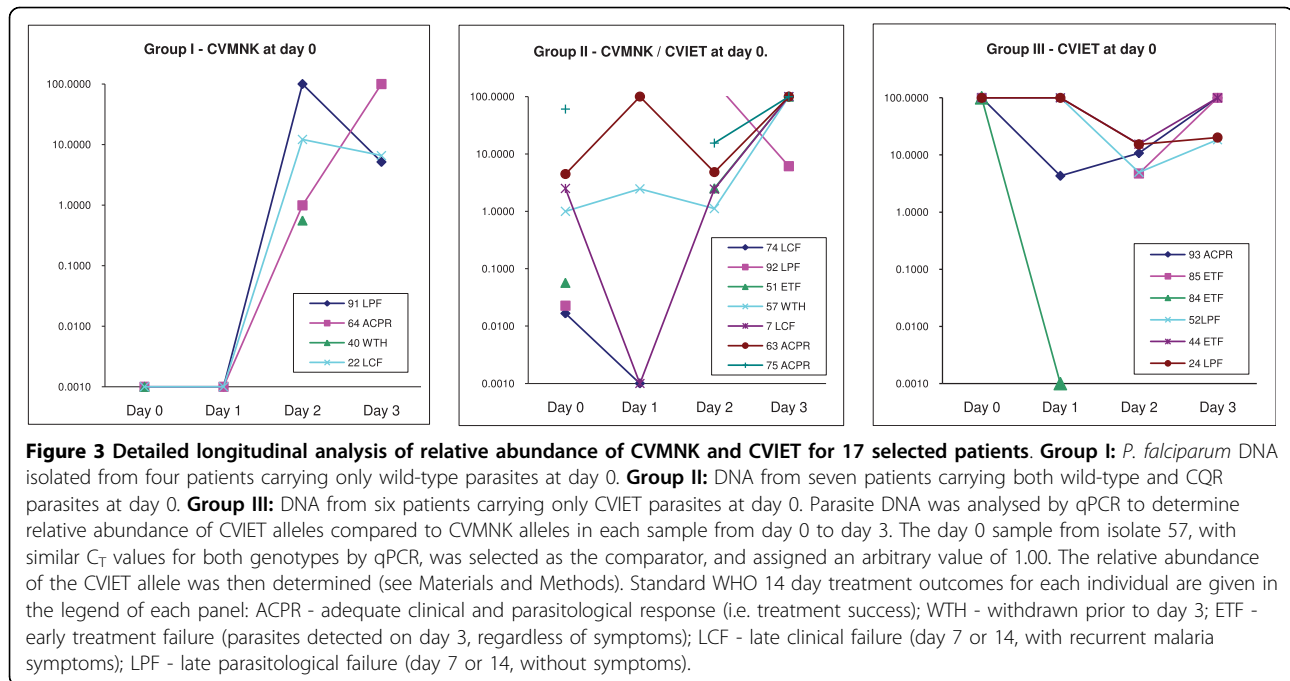 Group I - CVMNK at day 0
100.0000
10.0000
1.0000
0.1000
0.0100
0.0010
Day 0 Day 1 Day 2 Day 3
91 LPF
64 ACPR
40 WTH
22 LCF
Group II - CVMNK / CVIET at day 0.
100.0000
10.0000
1.0000
0.1000
0.0100
0.0010
Day 0 Day 1 Day 2 Day 3
74 LCF
92 LPF
51 ETF
57 WTH
7 LCF
63 ACPR
75 ACPR
Group III - CVIET at day 0
100.0000
10.0000
1.0000
0.1000
0.0100
0.0010
Day 0 Day 1 Day 2 Day 3
93 ACPR
85 ETF
84 ETF
52LPF
44 ETF
24 LPF
Figure 3 Detailed longitudinal analysis of relative abundance of CVMNK and CVIET for 17 selected patients. Group I: P. falciparum DNA
isolated from four patients carrying only wild-type parasites at day 0. Group II: DNA from seven patients carrying both wild-type and CQR
parasites at day 0. Group III: DNA from six patients carrying only CVIET parasites at day 0. Parasite DNA was analysed by qPCR to determine
relative abundance of CVIET alleles compared to CVMNK alleles in each sample from day 0 to day 3. The day 0 sample from isolate 57, with
similar CT values for both genotypes by qPCR, was selected as the comparator, and assigned an arbitrary value of 1.00. The relative abundance
of the CVIET allele was then determined (see Materials and Methods). Standard WHO 14 day treatment outcomes for each individual are given in
the legend of each panel: ACPR - adequate clinical and parasitological response (i.e. treatment success); WTH - withdrawn prior to day 3; ETF -
early treatment failure (parasites detected on day 3, regardless of symptoms); LCF - late clinical failure (day 7 or 14, with recurrent malaria
symptoms); LPF - late parasitological failure (day 7 or 14, without symptoms).